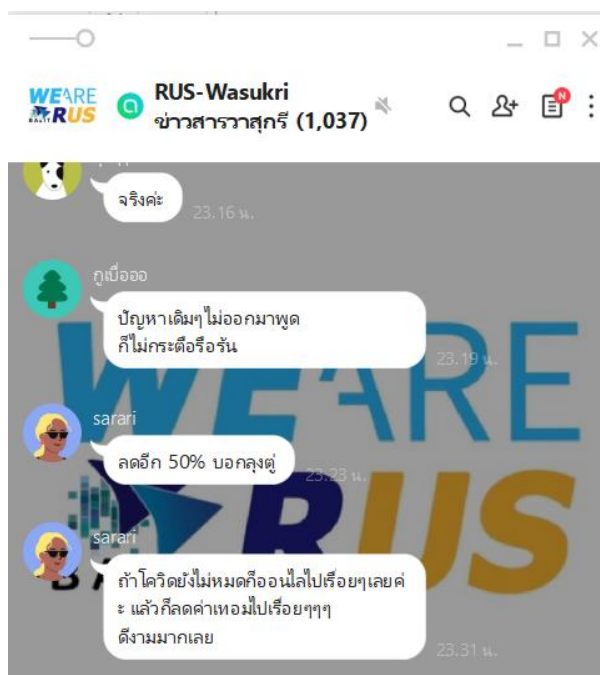 WE'ARE
RUS
RUS-Wasukri
ข่าวสารวาสุกรี (1,037)
N
จริงค่ะ
23.16 น.
กูเบื่อออ
ปัญหาเดิมๆ ไม่ออกมาพูด
ก็ไม่กระตือรือร้น
23.19 น.
WE'ARE
RUS
sarari
ลดอีก 50% บอกลุงตู่
23.23 น.
sarari
ถ้าโควิดยังไม่หมดก็ออนไลไปเรื่อยๆเลยค่
ะ แล้วก็ลดค่าเทอมไปเรื่อยๆๆๆ
ดีงามมากเลย
23.31 น.